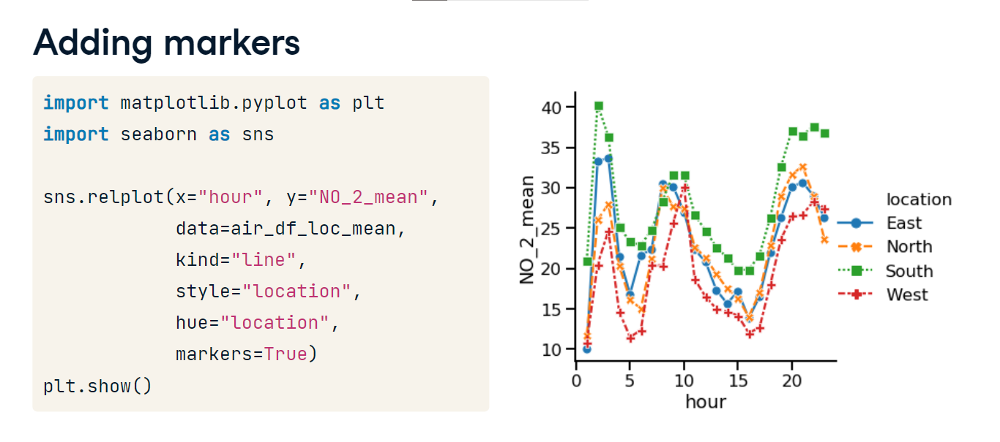 Adding markers
import matplotlib.pyplot as plt
import seaborn as sns
sns.relplot(x="hour", y="NO_2_mean",
            data=air_df_loc_mean,
            kind="line",
            style="location",
            hue="location",
            markers=True)
plt.show()
NO_2_mean
40
35
30
25
20
15
10
0 5 10 15 20
hour
location
East
North
South
West